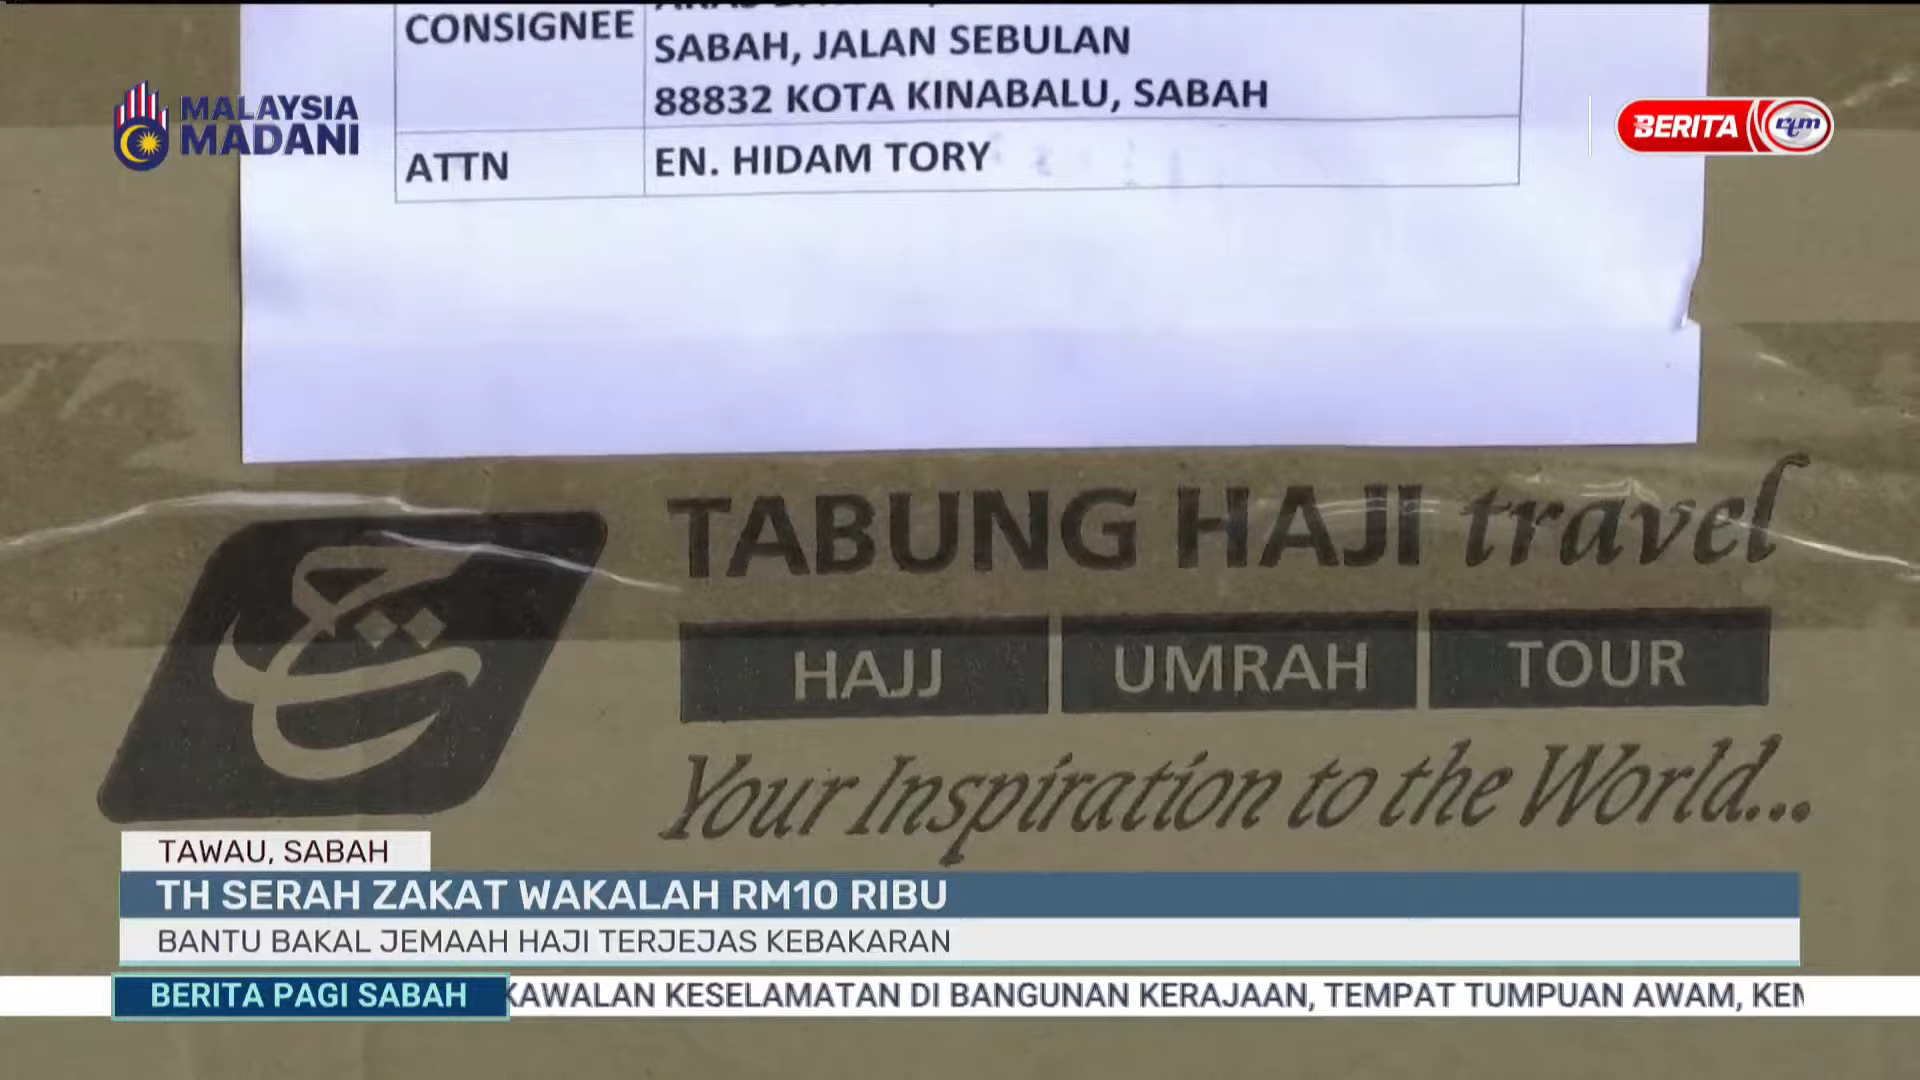 CONSIGNEE
SABAH, JALAN SEBULAN
88832 KOTA KINABALU, SABAH
ATTN
EN. HIDAM TORY
MALAYSIA
MADANI
BERITA rtm
TABUNG HAJI travel
HAJJ
UMRAH
TOUR
Your Inspiration to the World...
TAWAU, SABAH
TH SERAH ZAKAT WAKALAH RM10 RIBU
BANTU BAKAL JEMAAH HAJI TERJEJAS KEBAKARAN
BERITA PAGI SABAH
KAWALAN KESELAMATAN DI BANGUNAN KERAJAAN, TEMPAT TUMPUAN AWAM,